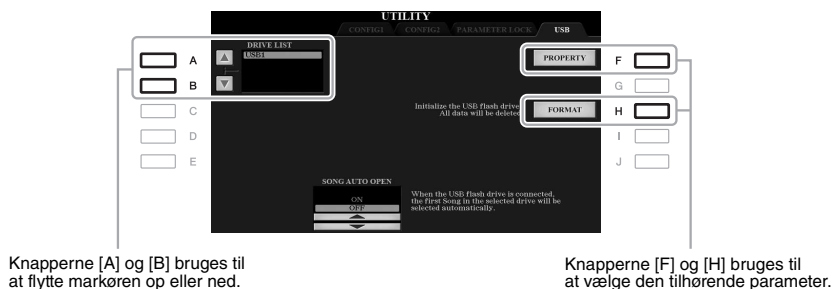 UTILITY
CONFIG1 CONFIG2 PARAMETER LOCK USB
DRIVE LIST
USB1
PROPERTY
Initialize the USB flash drive.
All data will be deleted.
FORMAT
A
B
C
D
E
F
G
H
I
J
SONG AUTO OPEN
ON
OFF
When the USB flash drive is connected,
the first Song in the selected drive will be
selected automatically.
Knapperne [A] og [B] bruges til
at flytte markøren op eller ned.
Knapperne [F] og [H] bruges til
at vælge den tilhørende parameter.